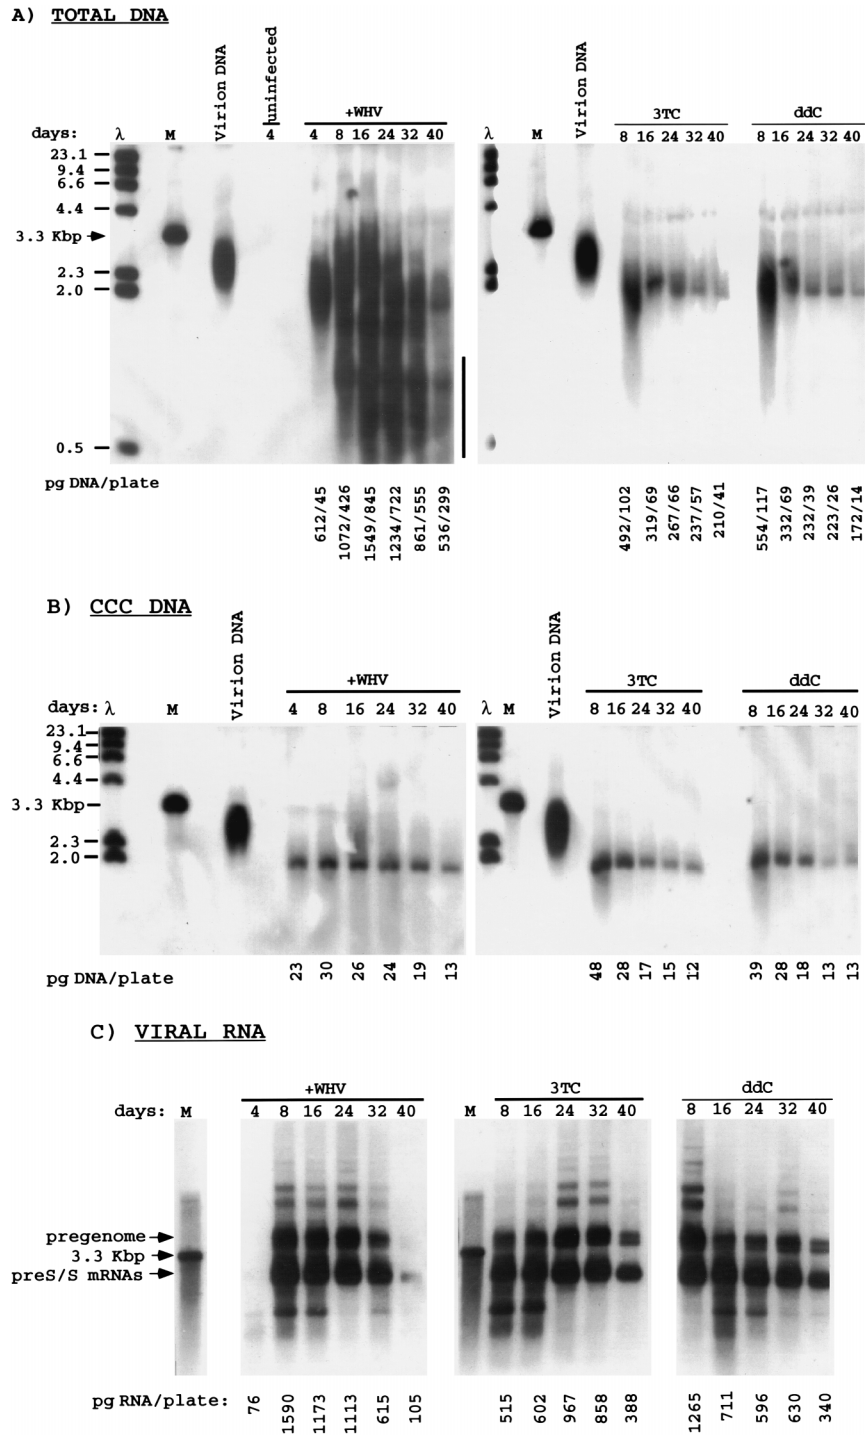 A) TOTAL DNA
Virion DNA
uninfected
Virion DNA
+WHV
3TC
ddC
days: λ M 4 4 8 16 24 32 40 λ M 8 16 24 32 40 8 16 24 32 40
23.1
9.4
6.6
4.4
3.3 Kbp
2.3
2.0
0.5
pg DNA/plate
612/45 1072/426 1549/845 1234/722 861/555 536/299 492/102 319/69 267/66 237/57 210/41 554/117 332/69 232/39 223/26 172/14
B) CCC DNA
Virion DNA
Virion DNA
+WHV
3TC
ddC
days: λ M 4 8 16 24 32 40 λ M 8 16 24 32 40 8 16 24 32 40
23.1
9.4
6.6
4.4
3.3 Kbp
2.3
2.0
pg DNA/plate
23 30 26 24 19 13 48 28 17 15 12 39 28 18 13 13
C) VIRAL RNA
+WHV
3TC
ddC
days: M 4 8 16 24 32 40 M 8 16 24 32 40 8 16 24 32 40
pregenome
3.3 Kbp
preS/S mRNAs
pg RNA/plate: 76 1590 1173 1113 615 105 515 602 967 858 388 1265 711 596 630 340